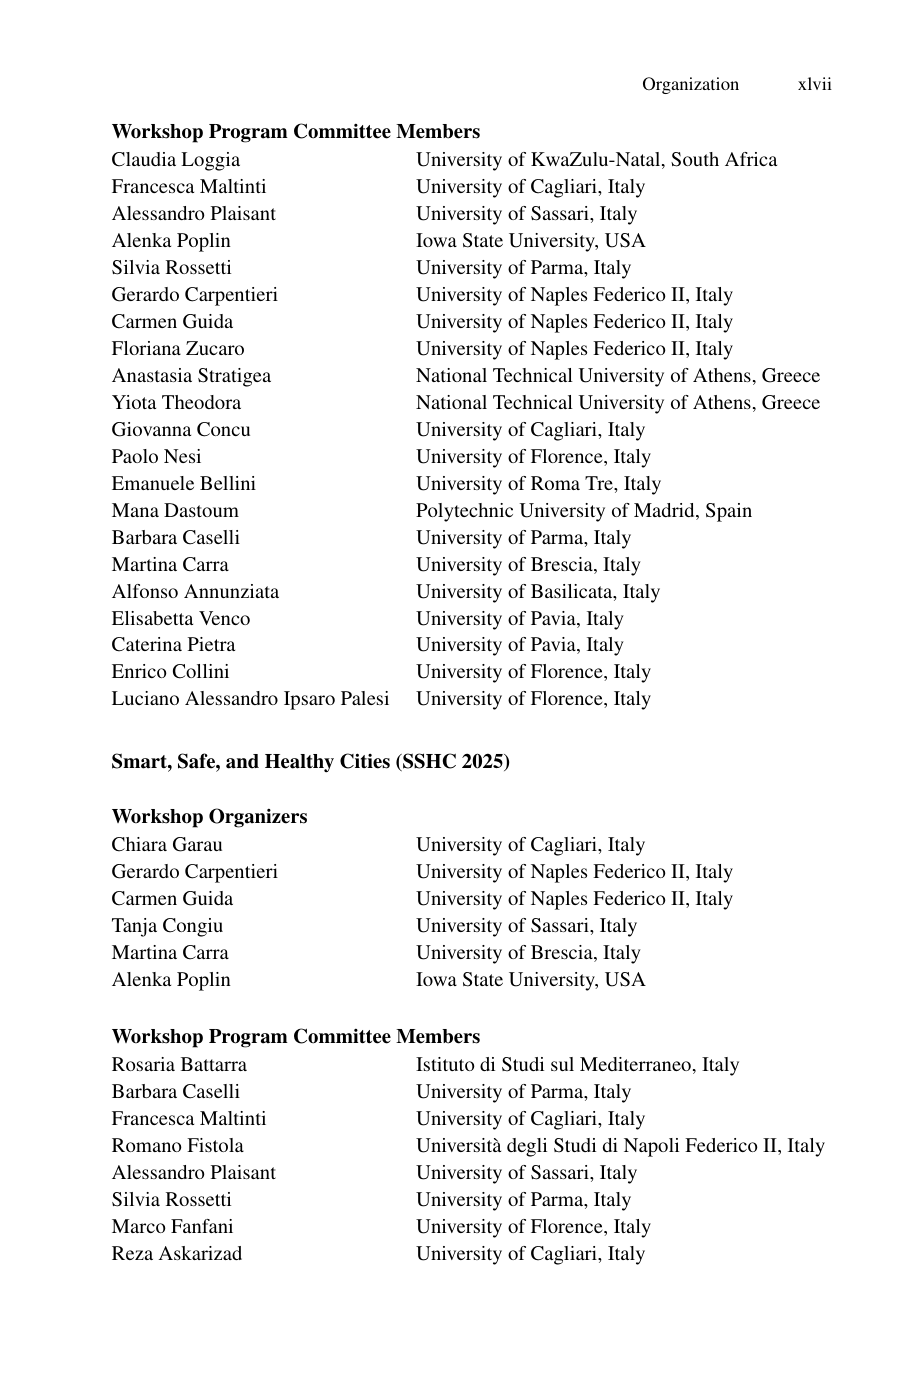 Organization xlvii
Workshop Program Committee Members
Claudia Loggia University of KwaZulu-Natal, South Africa
Francesca Maltinti University of Cagliari, Italy
Alessandro Plaisant University of Sassari, Italy
Alenka Poplin Iowa State University, USA
Silvia Rossetti University of Parma, Italy
Gerardo Carpentieri University of Naples Federico II, Italy
Carmen Guida University of Naples Federico II, Italy
Floriana Zucaro University of Naples Federico II, Italy
Anastasia Stratigea National Technical University of Athens, Greece
Yiota Theodora National Technical University of Athens, Greece
Giovanna Concu University of Cagliari, Italy
Paolo Nesi University of Florence, Italy
Emanuele Bellini University of Roma Tre, Italy
Mana Dastoum Polytechnic University of Madrid, Spain
Barbara Caselli University of Parma, Italy
Martina Carra University of Brescia, Italy
Alfonso Annunziata University of Basilicata, Italy
Elisabetta Venco University of Pavia, Italy
Caterina Pietra University of Pavia, Italy
Enrico Collini University of Florence, Italy
Luciano Alessandro Ipsaro Palesi University of Florence, Italy
Smart, Safe, and Healthy Cities (SSHC 2025)
Workshop Organizers
Chiara Garau University of Cagliari, Italy
Gerardo Carpentieri University of Naples Federico II, Italy
Carmen Guida University of Naples Federico II, Italy
Tanja Congiu University of Sassari, Italy
Martina Carra University of Brescia, Italy
Alenka Poplin Iowa State University, USA
Workshop Program Committee Members
Rosaria Battarra Istituto di Studi sul Mediterraneo, Italy
Barbara Caselli University of Parma, Italy
Francesca Maltinti University of Cagliari, Italy
Romano Fistola Università degli Studi di Napoli Federico II, Italy
Alessandro Plaisant University of Sassari, Italy
Silvia Rossetti University of Parma, Italy
Marco Fanfani University of Florence, Italy
Reza Askarizad University of Cagliari, Italy